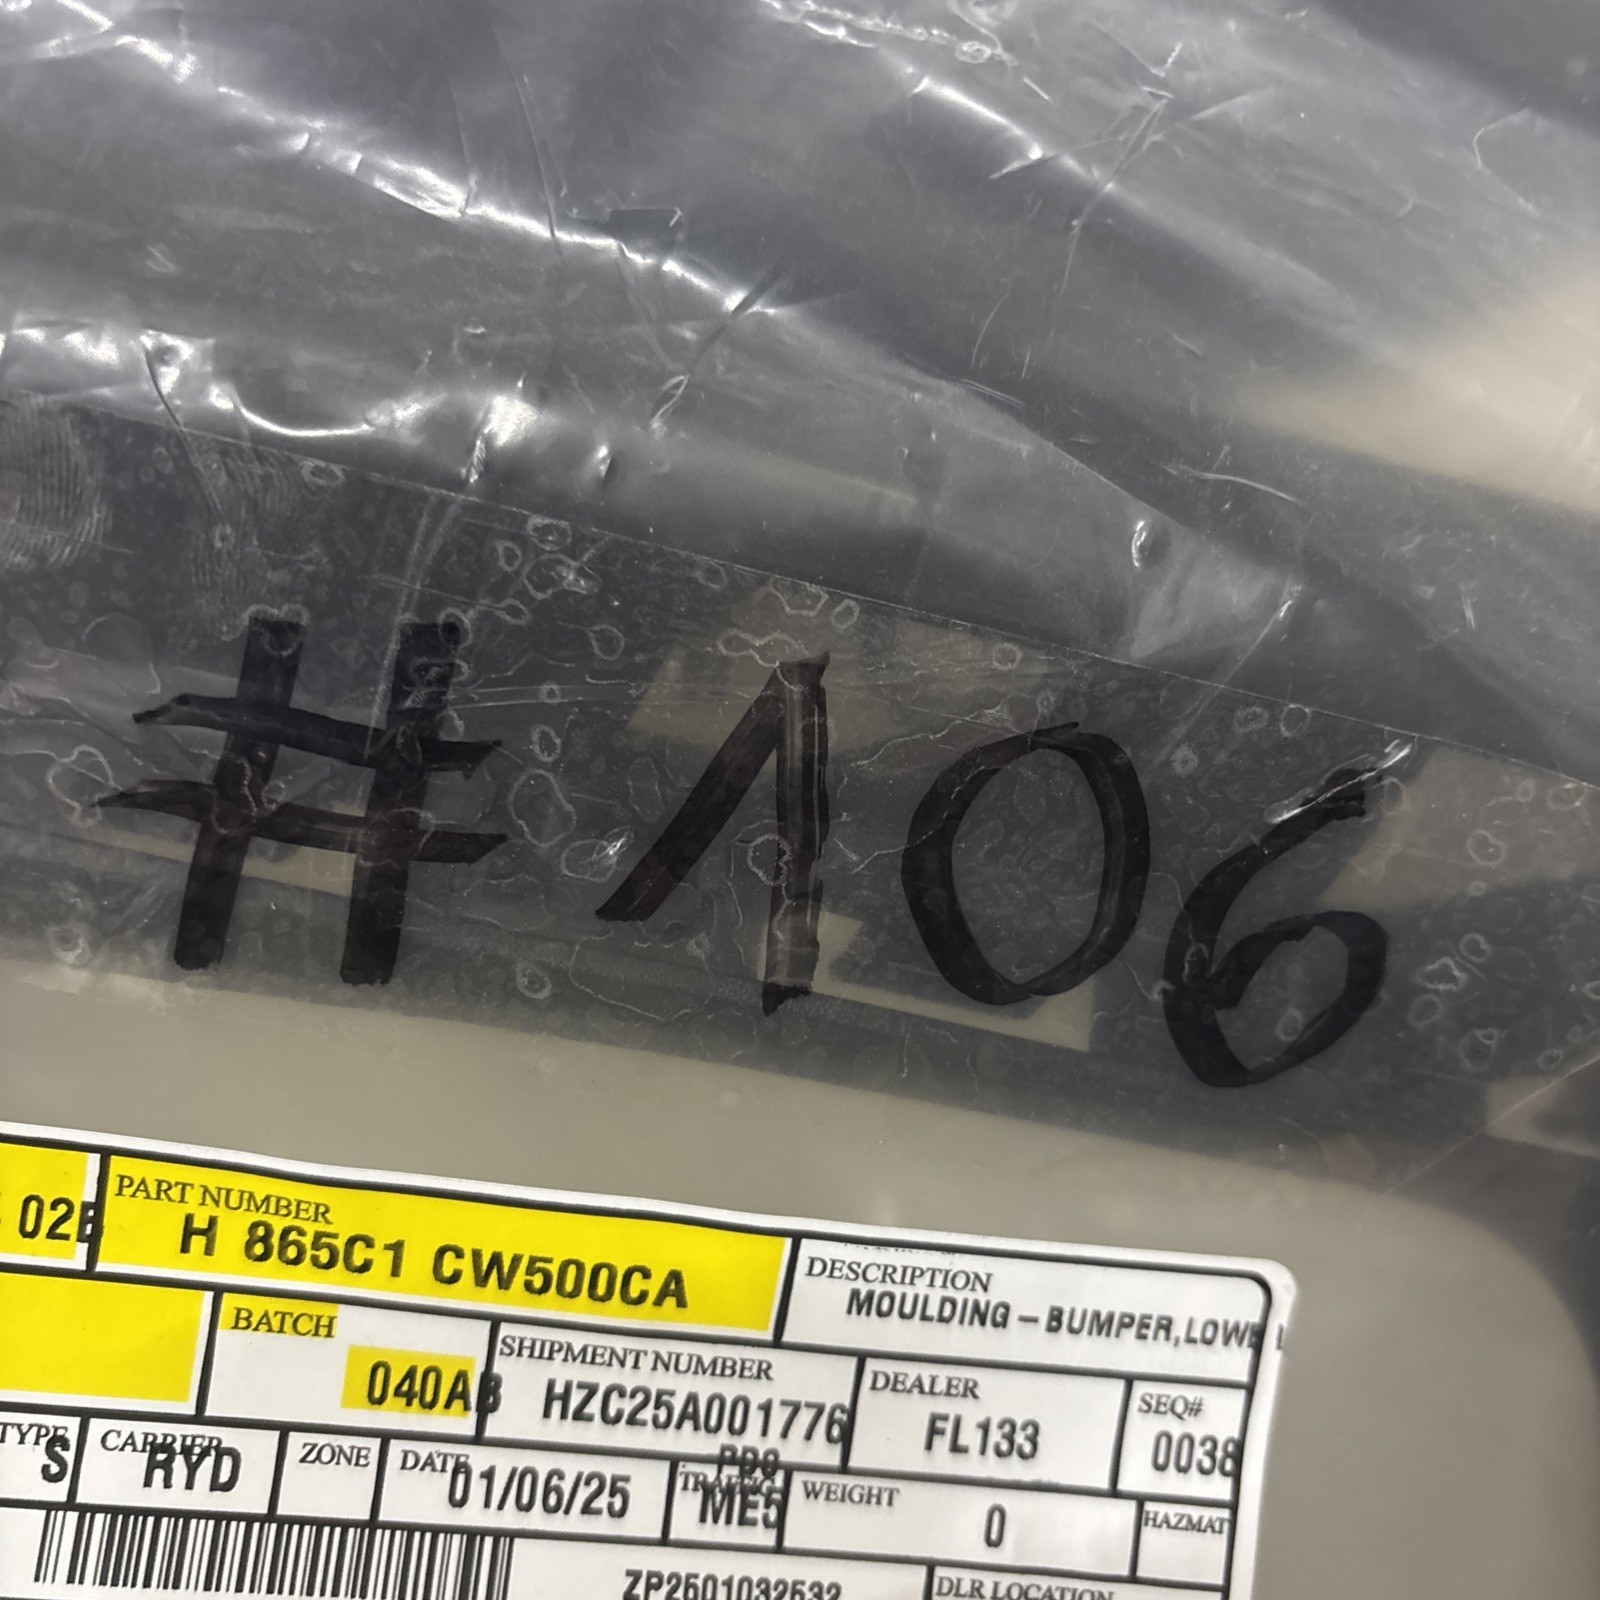 #106
02E
PART NUMBER
H 865C1 CW500CA
DESCRIPTION
MOULDING - BUMPER, LOWE
BATCH
040AB
SHIPMENT NUMBER
HZC25A001776
DEALER
FL133
SEQ#
0038
TYPE
S
CARRIER
RYD
ZONE
DATE
01/06/25
ME5
WEIGHT
0
HAZMAT
ZP2501032532
DLR LOCATION